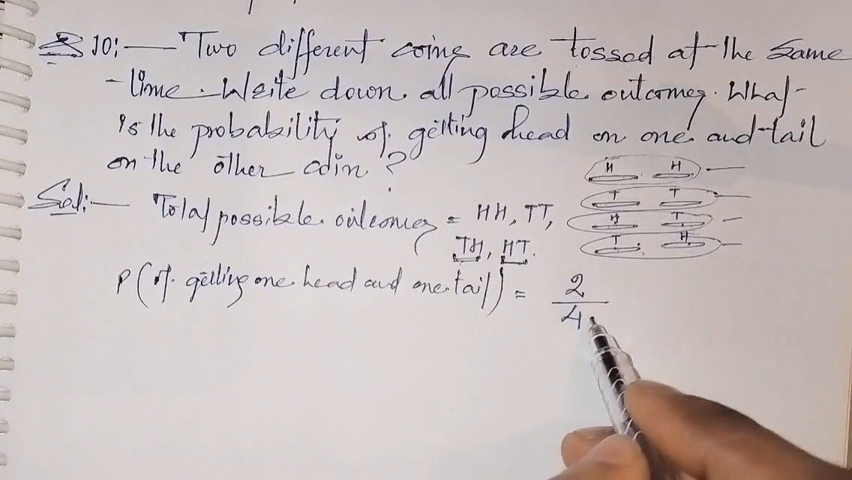 10:— Two different coins are tossed at the same
time. Write down all possible outcomes. What
is the probability of getting head on one and tail
on the other coin?
H H
T T
H T
T H
Sol:— Total possible outcomes = HH, TT,
TH, HT.
P(of getting one head and one tail) = 2
4